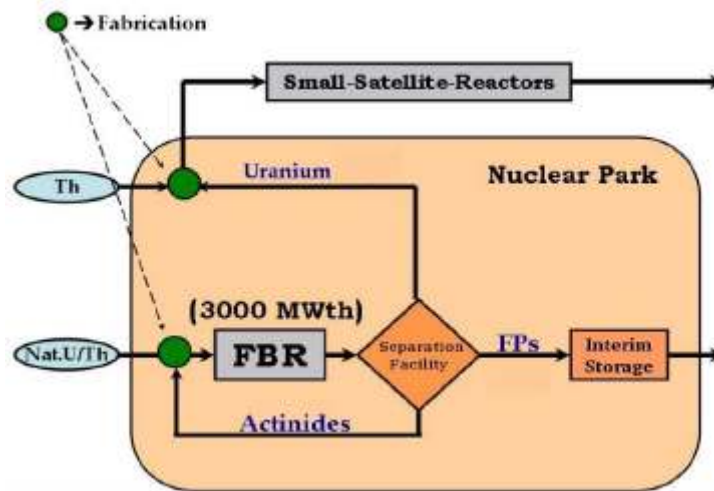 ➔ Fabrication
Small-Satellite-Reactors
Th
Uranium
Nuclear Park
(3000 MWth)
Nat.U/Th
FBR
Separation
Facility
FPs
Interim
Storage
Actinides